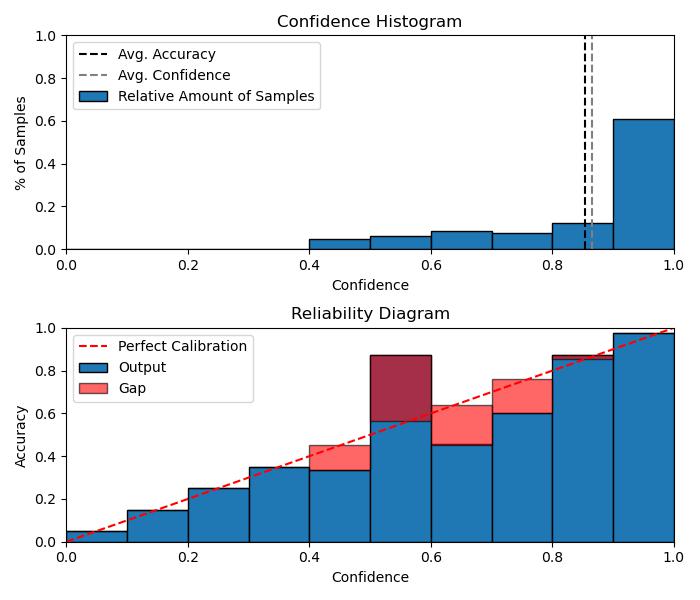 Confidence Histogram
1.0
0.8
0.6
0.4
0.2
0.0
% of Samples
Avg. Accuracy
Avg. Confidence
Relative Amount of Samples
0.0 0.2 0.4 0.6 0.8 1.0
Confidence
Reliability Diagram
1.0
0.8
0.6
0.4
0.2
0.0
Accuracy
Perfect Calibration
Output
Gap
0.0 0.2 0.4 0.6 0.8 1.0
Confidence